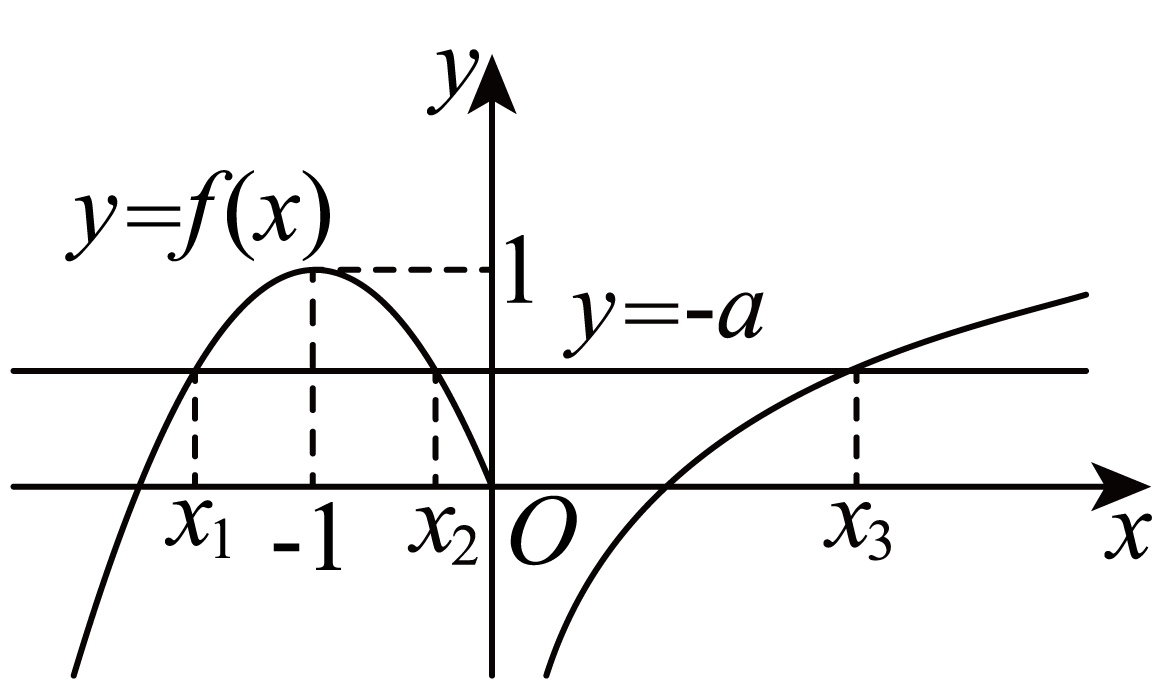 y
y=f(x)
1
y=-a
x₁ -1 x₂ O x₃ x